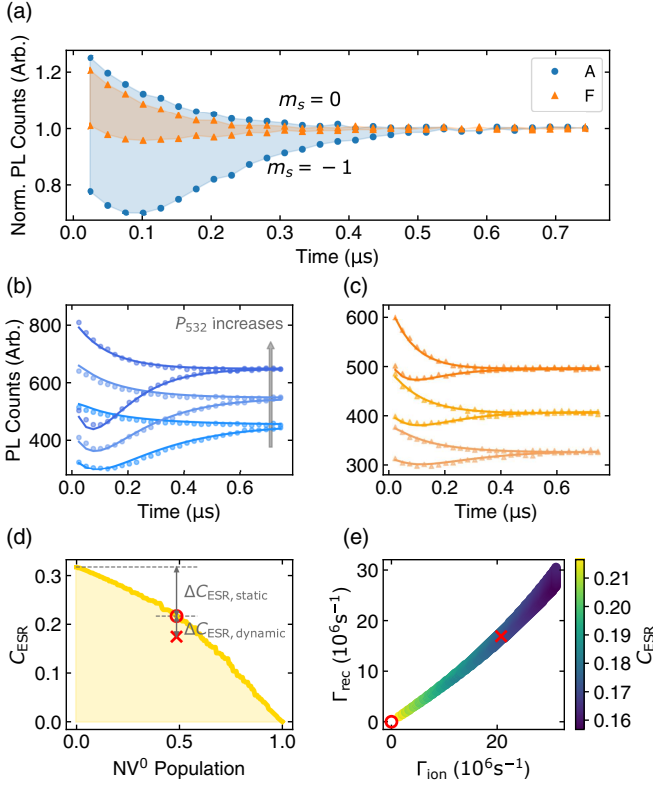 (a)
Norm. PL Counts (Arb.)
1.2
1.0
0.8
m_s = 0
m_s = −1
A
F
0.0 0.1 0.2 0.3 0.4 0.5 0.6 0.7
Time (μs)
(b)
PL Counts (Arb.)
800
600
400
P_532 increases
0.0 0.2 0.4 0.6
Time (μs)
(c)
600
500
400
300
0.0 0.2 0.4 0.6
Time (μs)
(d)
C_ESR
0.3
0.2
0.1
0.0
ΔC_ESR, static
ΔC_ESR, dynamic
0.0 0.5 1.0
NV⁰ Population
(e)
Γ_rec (10⁶s⁻¹)
30
20
10
0
0 20
Γ_ion (10⁶s⁻¹)
0.21
0.20
0.19
0.18
0.17
0.16
C_ESR